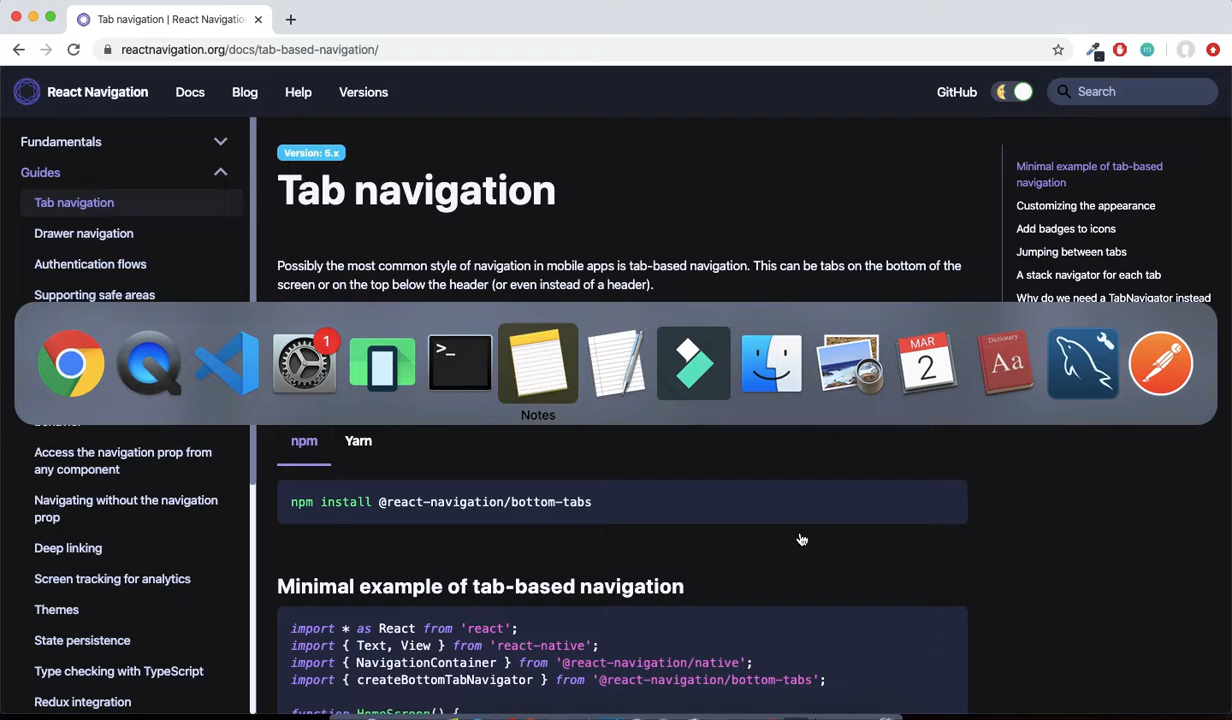 Tab navigation | React Navigatio
reactnavigation.org/docs/tab-based-navigation/
React Navigation
Docs
Blog
Help
Versions
GitHub
Search
Fundamentals
Guides
Tab navigation
Drawer navigation
Authentication flows
Supporting safe areas
Access the navigation prop from
any component
Navigating without the navigation
prop
Deep linking
Screen tracking for analytics
Themes
State persistence
Type checking with TypeScript
Redux integration
Version: 5.x
Tab navigation
Possibly the most common style of navigation in mobile apps is tab-based navigation. This can be tabs on the bottom of the
screen or on the top below the header (or even instead of a header).
Minimal example of tab-based
navigation
Customizing the appearance
Add badges to icons
Jumping between tabs
A stack navigator for each tab
Why do we need a TabNavigator instead
1
>_
MAR
2
Dictionary
Aa
Notes
npm
Yarn
npm install @react-navigation/bottom-tabs
Minimal example of tab-based navigation
import * as React from 'react';
import { Text, View } from 'react-native';
import { NavigationContainer } from '@react-navigation/native';
import { createBottomTabNavigator } from '@react-navigation/bottom-tabs';
function HomeScreen() {